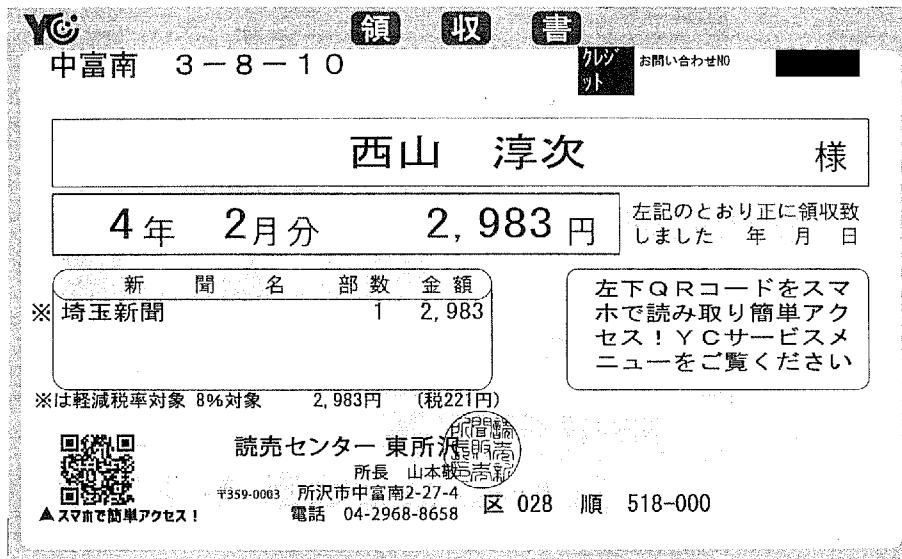 YC 領収書
中富南 3-8-10
クレジット お問い合わせNO
西山 淳次 様
4年 2月分 2,983円
左記のとおり正に領収致
しました 年 月 日
新聞名 部数 金額
※ 埼玉新聞 1 2,983
※は軽減税率対象 8%対象 2,983円 (税221円)
左下QRコードをスマ
ホで読み取り簡単アク
セス!YCサービスメ
ニューをご覧ください
読売センター 東所沢
所長 山本敬
〒359-0003 所沢市中富南2-27-4
電話 04-2968-8658
区 028 順 518-000
▲スマホで簡単アクセス!